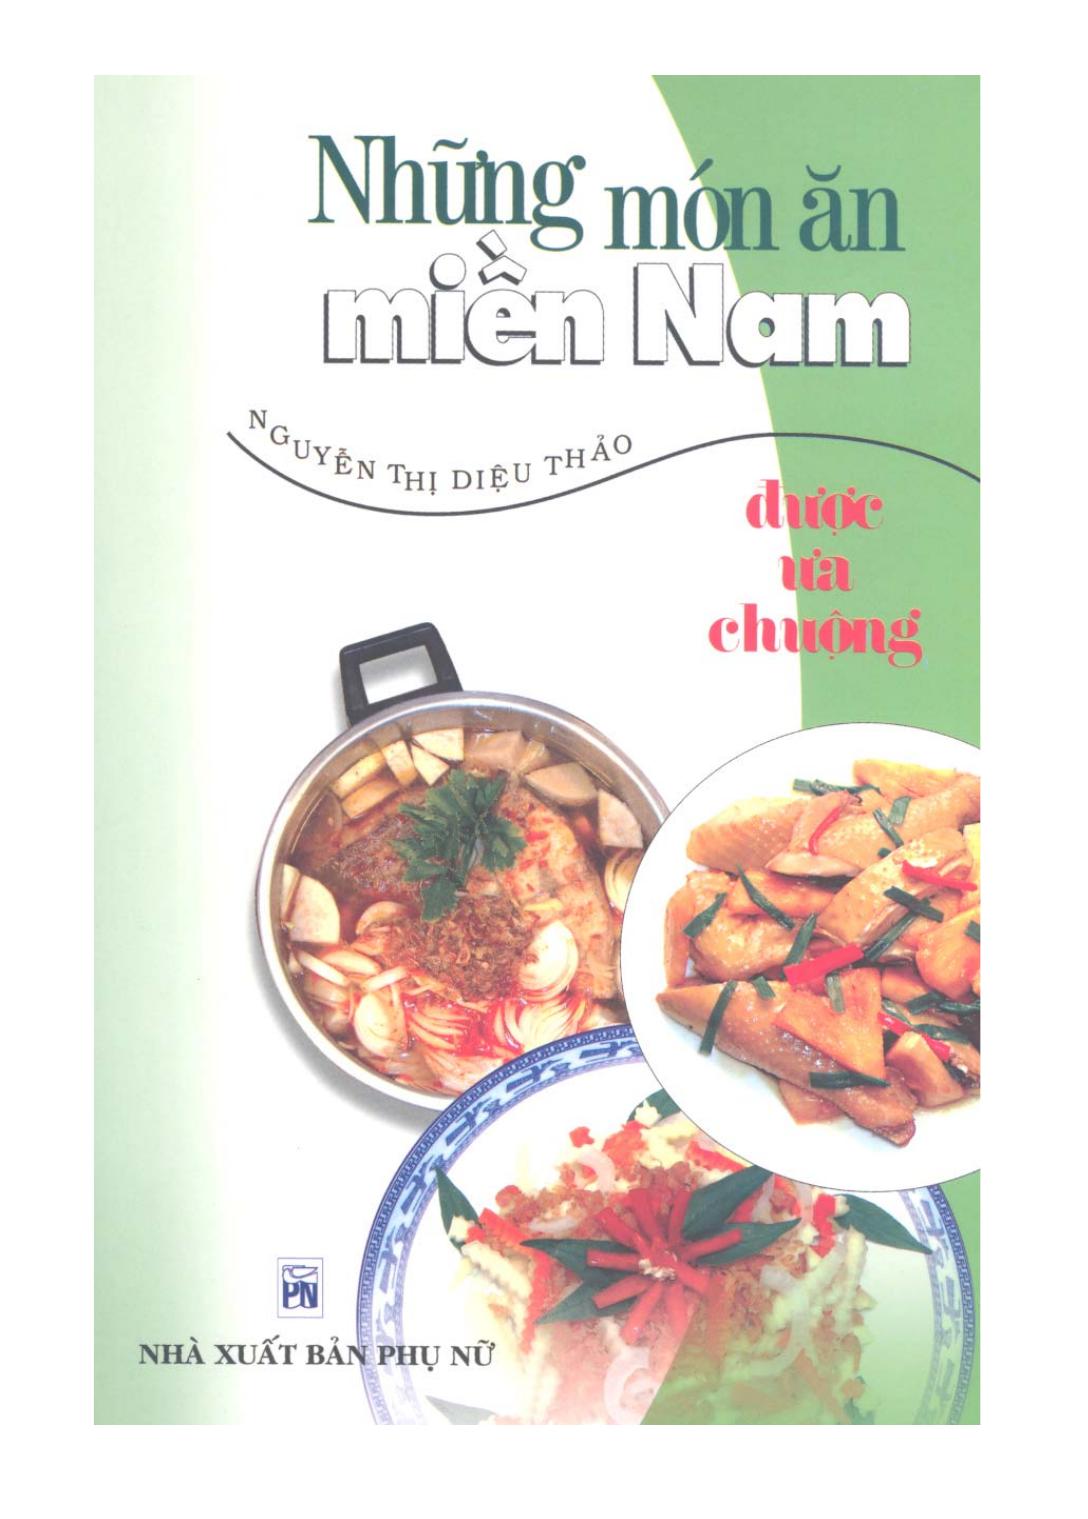 Những món ăn
miền Nam
NGUYỄN THỊ DIỆU THẢO
được
ưa
chuộng
PN
NHÀ XUẤT BẢN PHỤ NỮ